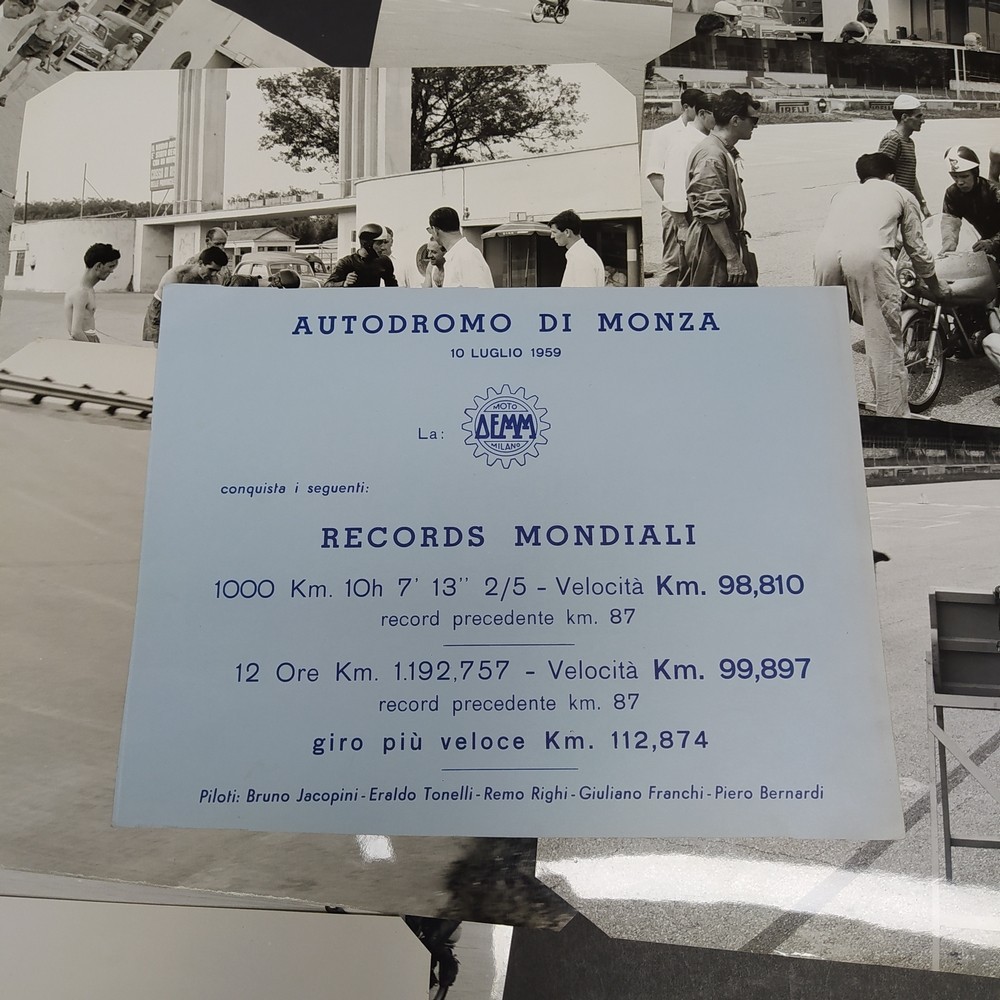 PIRELLI
AUTODROMO DI MONZA
10 LUGLIO 1959
La:
MOTO
DEMM
MILANO
conquista i seguenti:
RECORDS MONDIALI
1000 Km. 10h 7' 13'' 2/5 - Velocità Km. 98,810
record precedente km. 87
12 Ore Km. 1.192,757 - Velocità Km. 99,897
record precedente km. 87
giro più veloce Km. 112,874
Piloti: Bruno Jacopini - Eraldo Tonelli - Remo Righi - Giuliano Franchi - Piero Bernardi